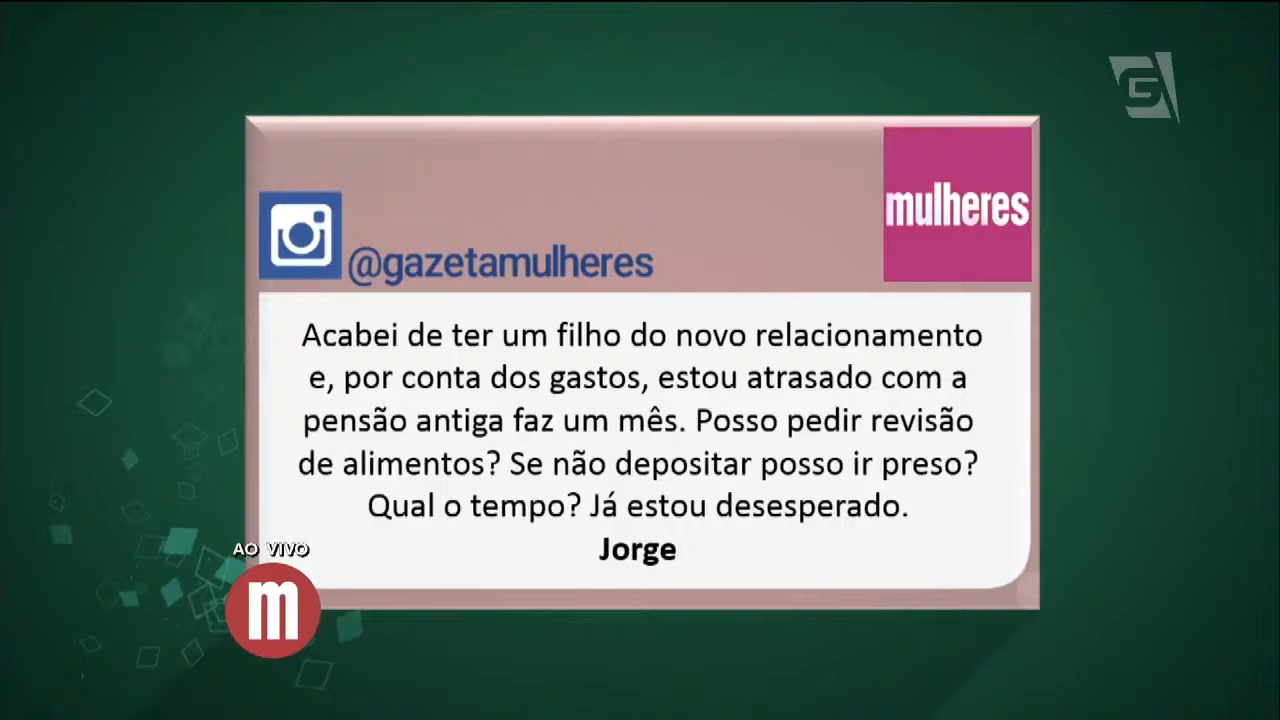 mulheres
@gazetamulheres
Acabei de ter um filho do novo relacionamento
e, por conta dos gastos, estou atrasado com a
pensão antiga faz um mês. Posso pedir revisão
de alimentos? Se não depositar posso ir preso?
Qual o tempo? Já estou desesperado.
Jorge
AO VIVO
m
G